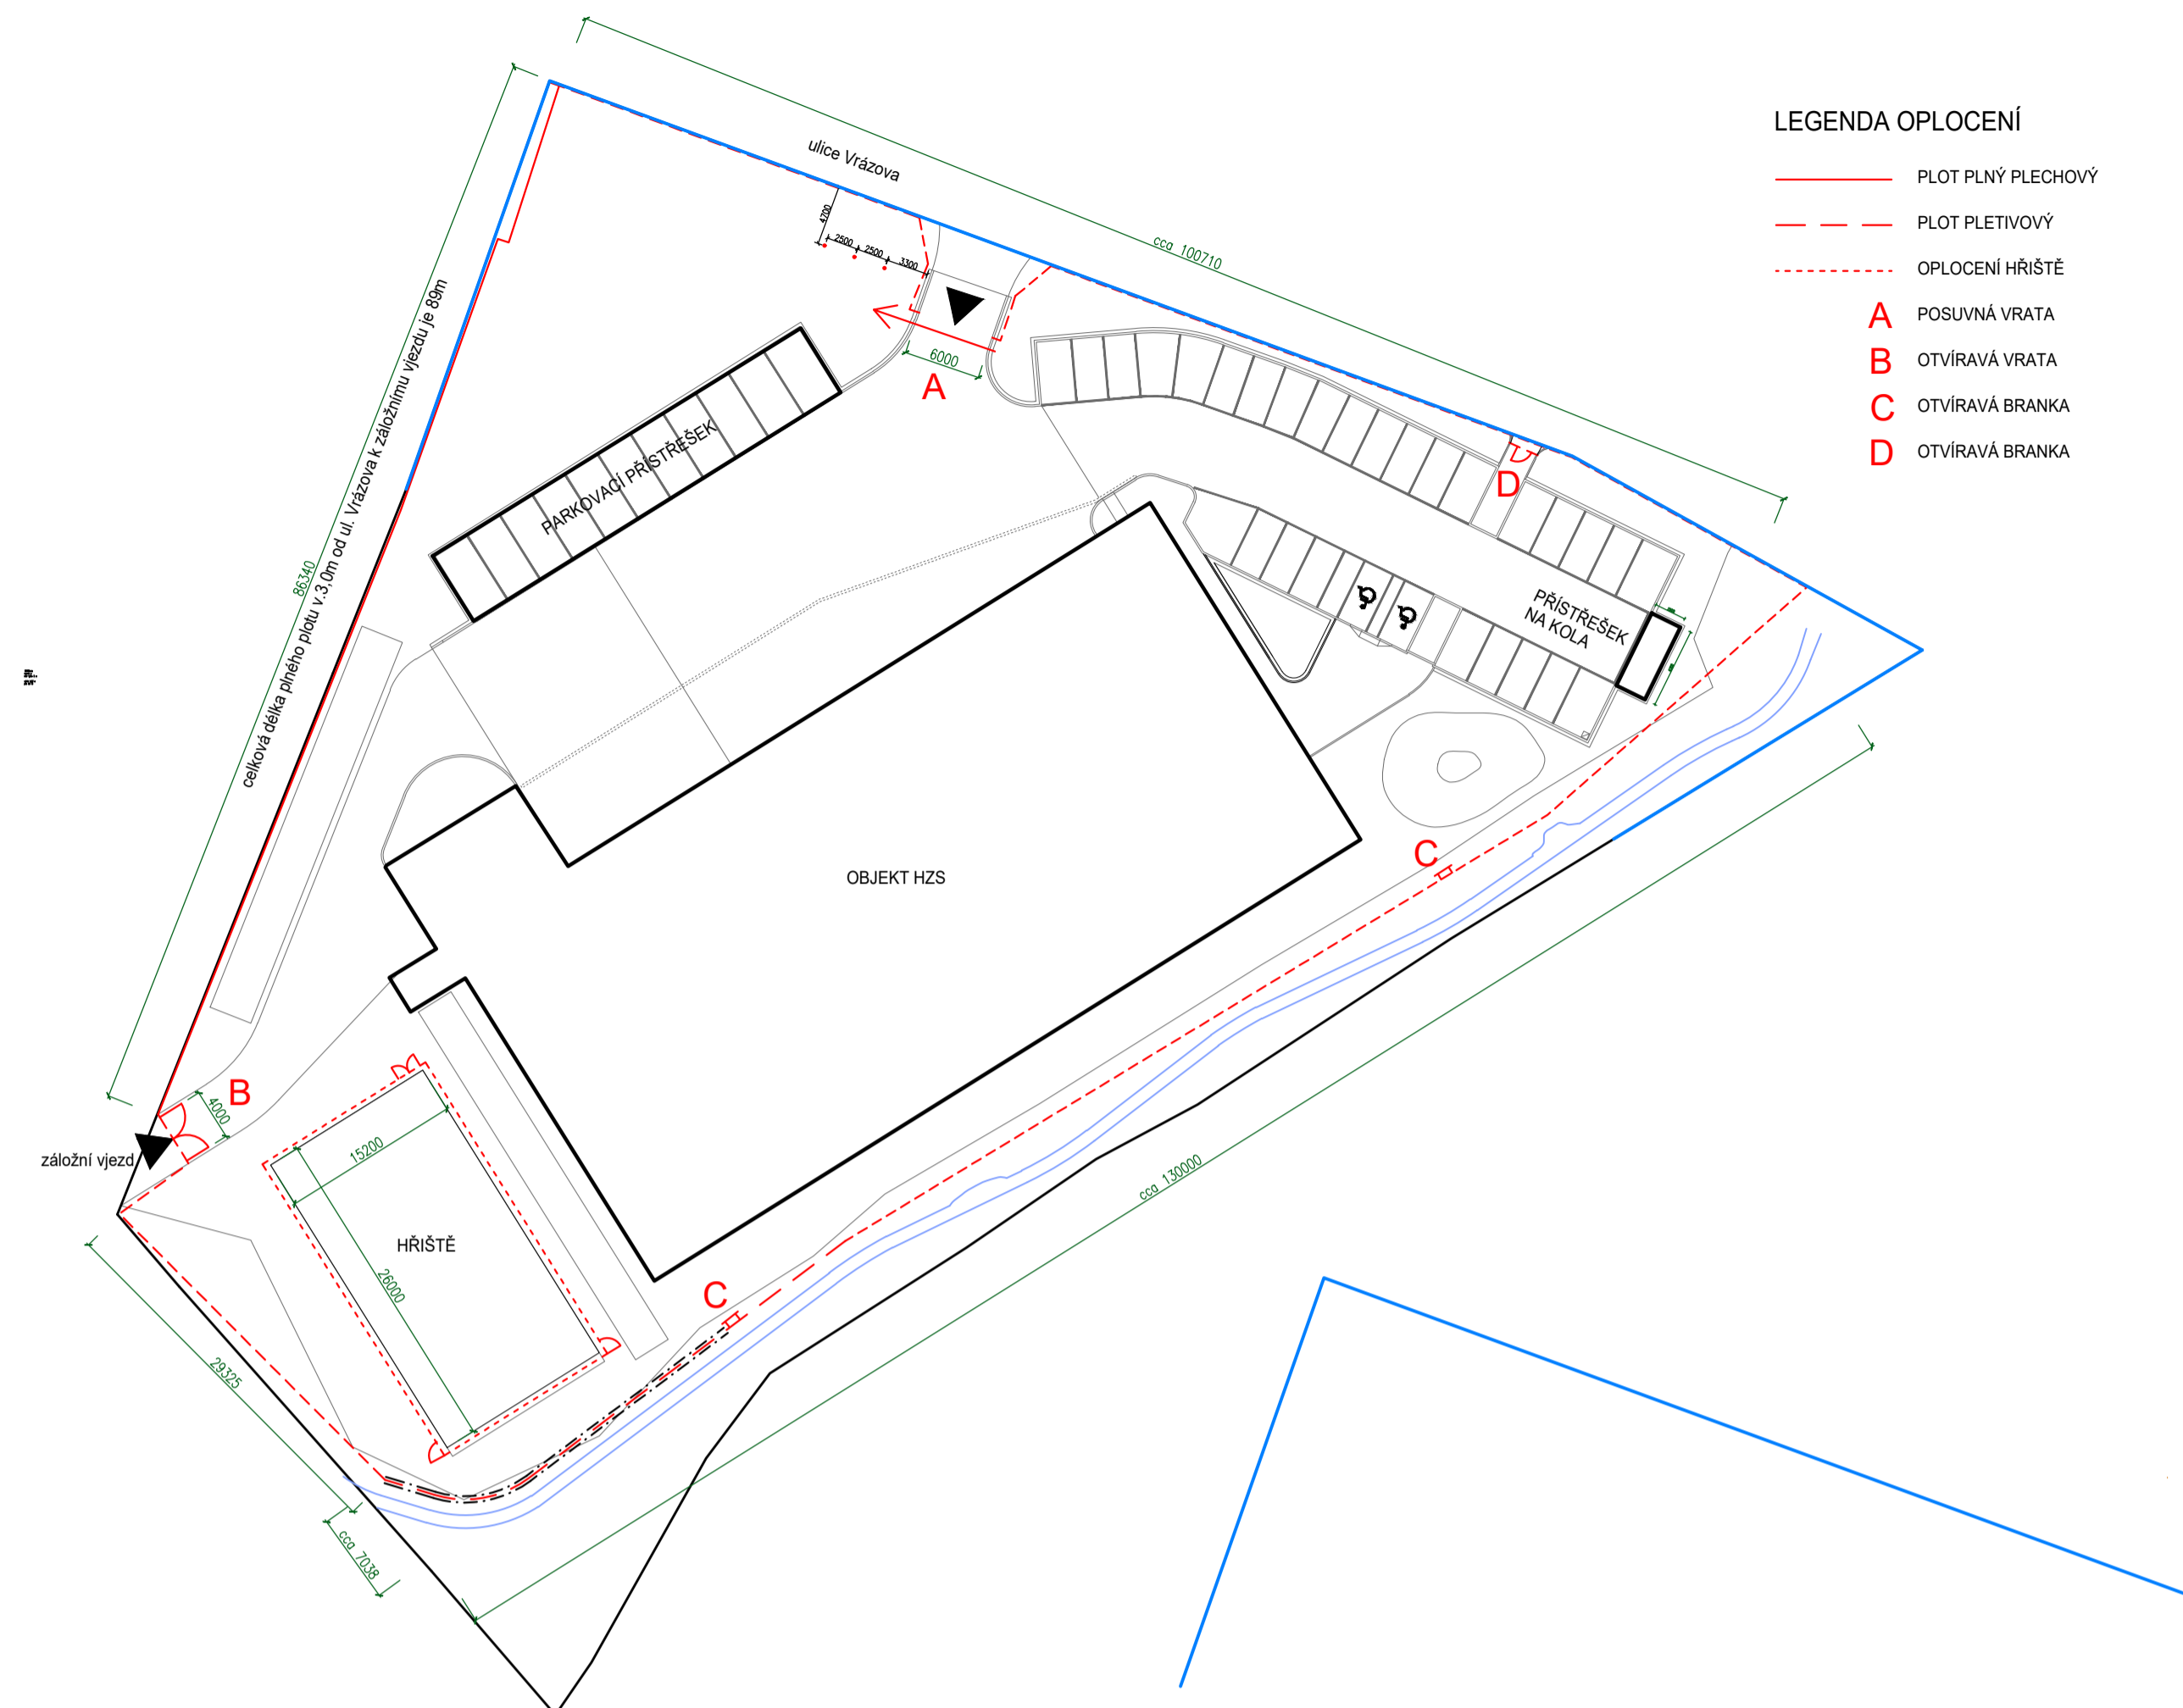 ulice Vrázova
cca 100710
LEGENDA OPLOCENÍ
PLOT PLNÝ PLECHOVÝ
PLOT PLETIVOVÝ
OPLOCENÍ HŘIŠTĚ
A POSUVNÁ VRATA
B OTVÍRAVÁ VRATA
C OTVÍRAVÁ BRANKA
D OTVÍRAVÁ BRANKA
4700
2500
2500
3300
6000
A
PARKOVACÍ PŘÍSTŘEŠEK
D
86340
celková délka plného plotu v.3,0m od ul. Vrázova k záložnímu vjezdu je 89m
PŘÍSTŘEŠEK
NA KOLA
OBJEKT HZS
C
B
4000
záložní vjezd
15200
HŘIŠTĚ
26000
C
cca 130000
29325
cca 7038